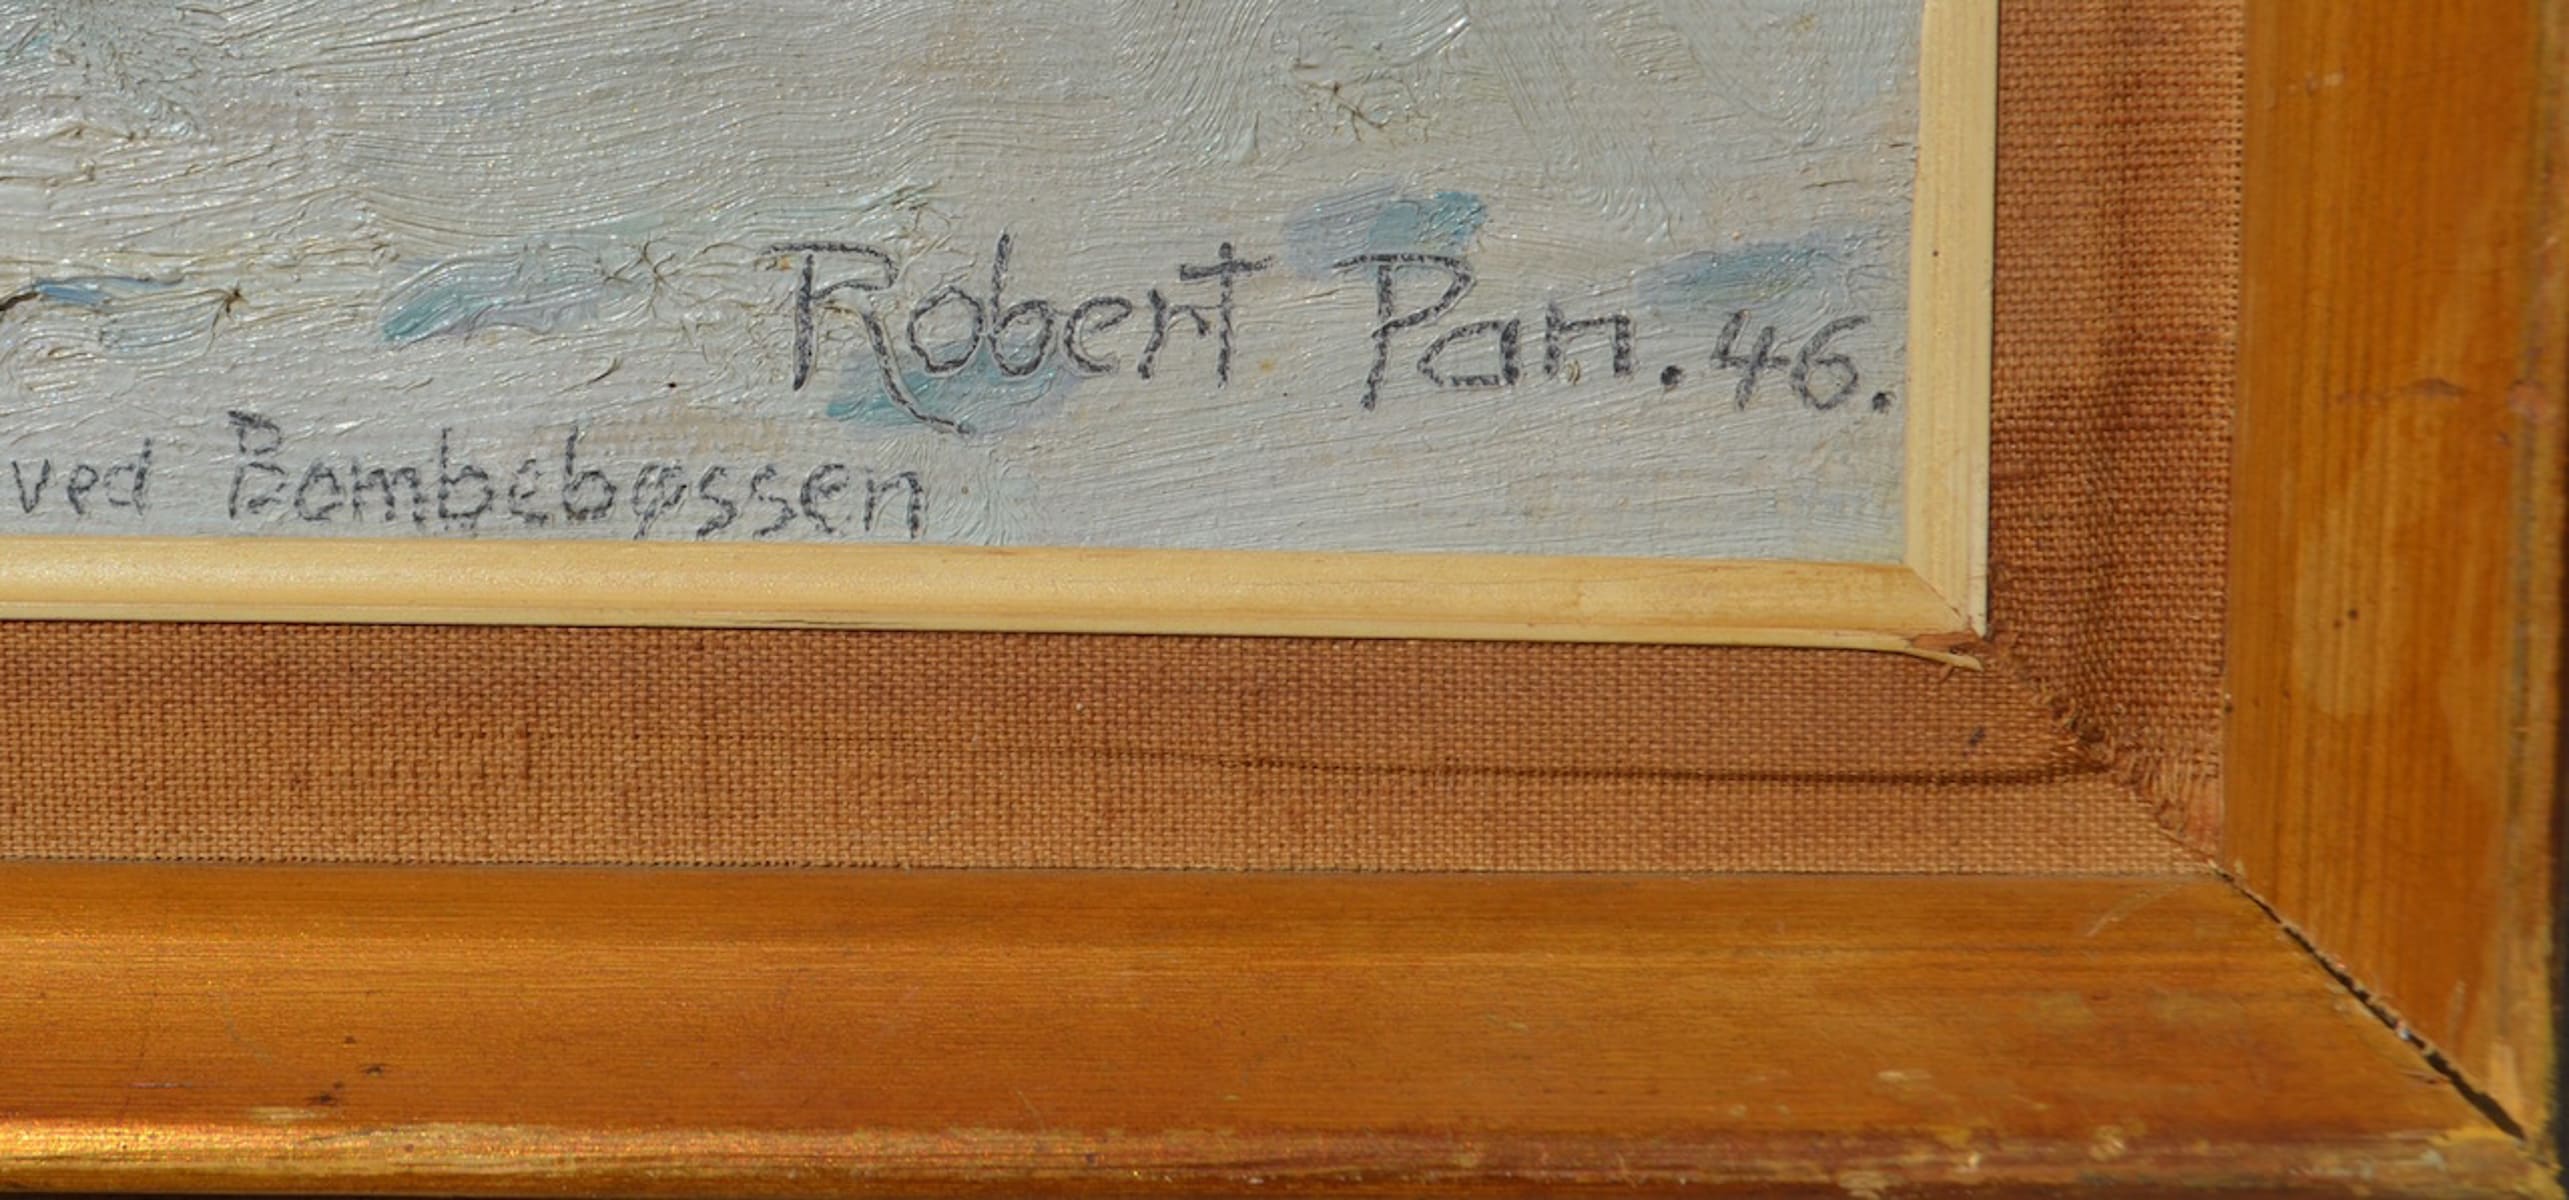 Robert Pan. 46.
ved Bombebøssen